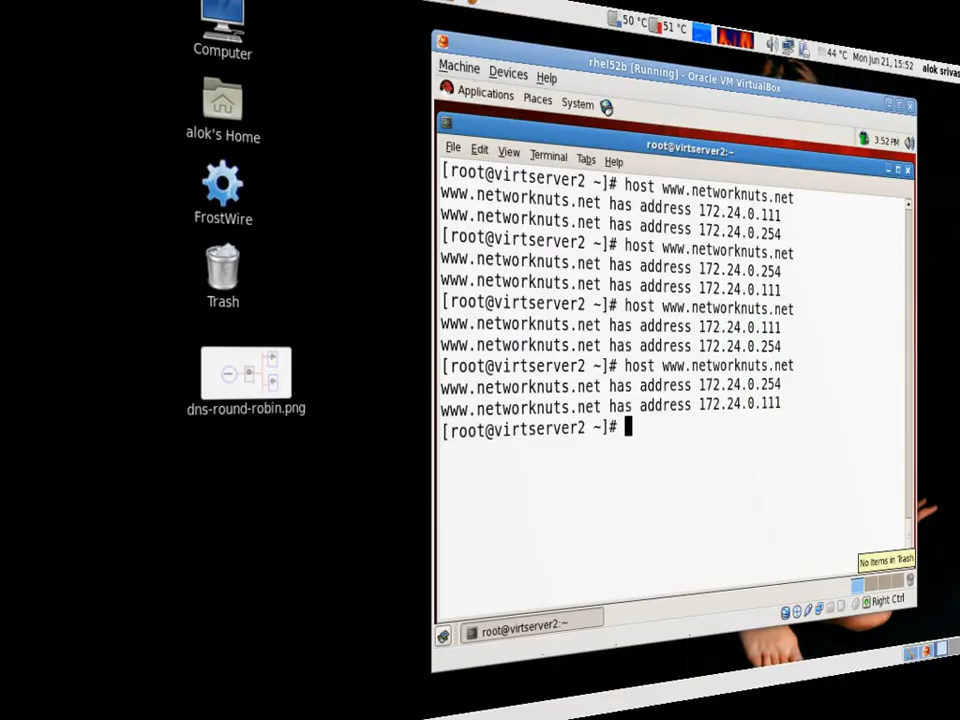 50 °C
51 °C
44 °C
Mon Jun 21, 15:52
alok srivas
Computer
alok's Home
FrostWire
Trash
dns-round-robin.png
rhel52b [Running] - Oracle VM VirtualBox
Machine Devices Help
Applications Places System
3:52 PM
root@virtserver2:~
File Edit View Terminal Tabs Help
[root@virtserver2 ~]# host www.networknuts.net
www.networknuts.net has address 172.24.0.111
www.networknuts.net has address 172.24.0.254
[root@virtserver2 ~]# host www.networknuts.net
www.networknuts.net has address 172.24.0.254
www.networknuts.net has address 172.24.0.111
[root@virtserver2 ~]# host www.networknuts.net
www.networknuts.net has address 172.24.0.111
www.networknuts.net has address 172.24.0.254
[root@virtserver2 ~]# host www.networknuts.net
www.networknuts.net has address 172.24.0.254
www.networknuts.net has address 172.24.0.111
[root@virtserver2 ~]#
No Items in Trash
Right Ctrl
root@virtserver2:~